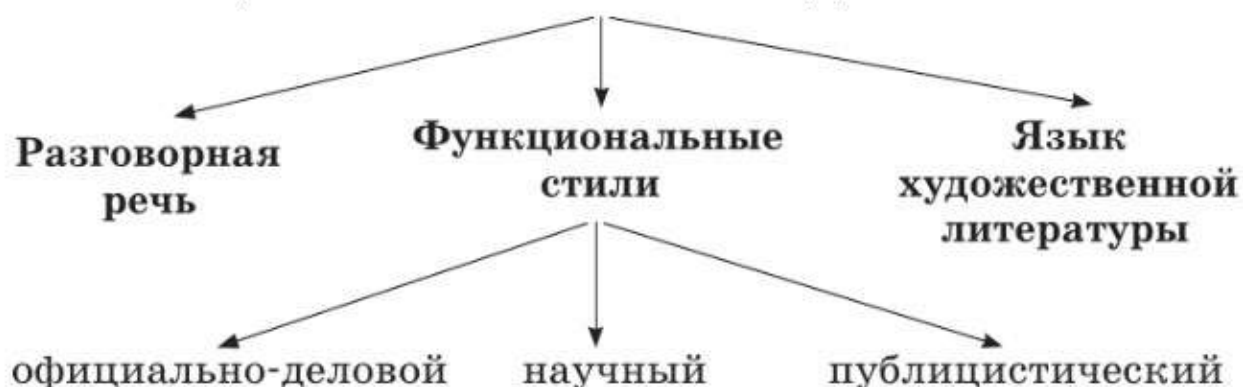 Разговорная
речь
Функциональные
стили
Язык
художественной
литературы
официально-деловой
научный
публицистический